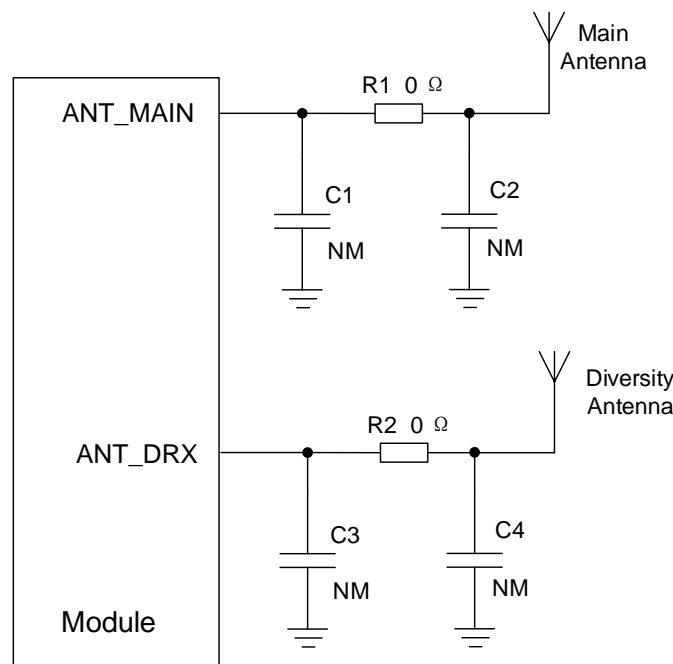 Main
Antenna
R1 0 Ω
ANT_MAIN
C1
C2
NM
NM
Diversity
Antenna
R2 0 Ω
ANT_DRX
C3
C4
NM
NM
Module